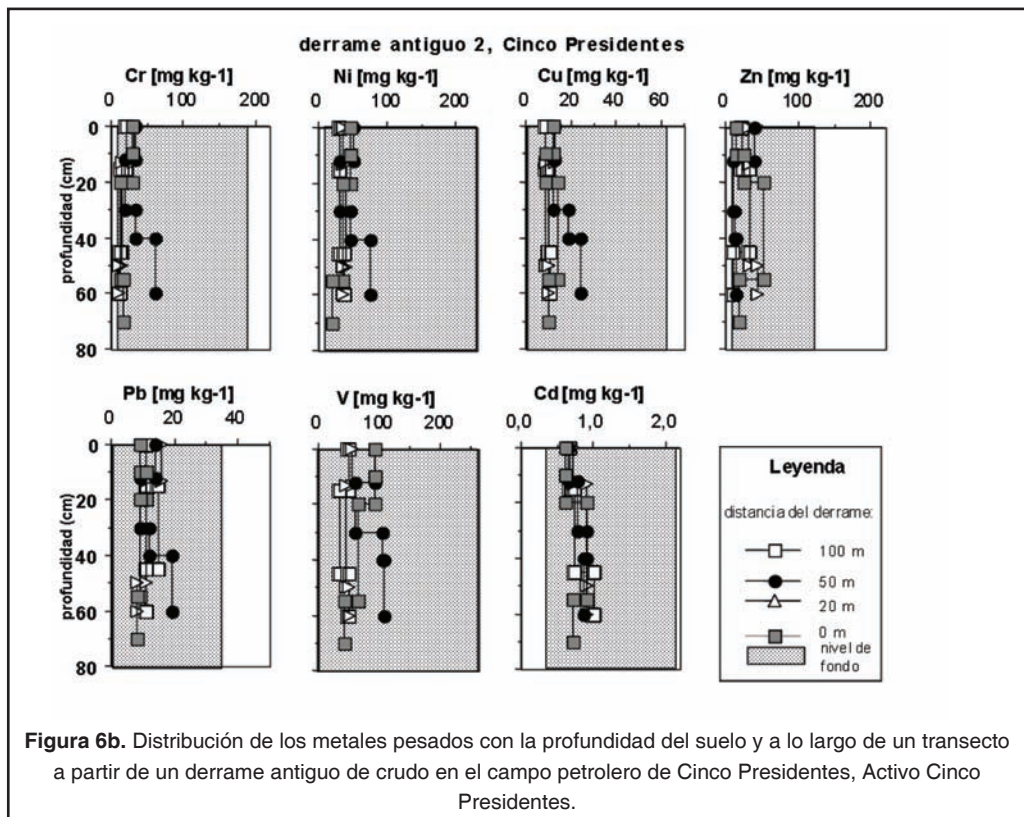 derrame antiguo 2, Cinco Presidentes
Cr [mg kg-1]
0 100 200
Ni [mg kg-1]
0 100 200
Cu [mg kg-1]
0 20 40 60
Zn [mg kg-1]
0 100 200
profundidad (cm)
0
20
40
60
80
Pb [mg kg-1]
0 20 40
V [mg kg-1]
0 100 200
Cd [mg kg-1]
0,0 1,0 2,0
profundidad (cm)
0
20
40
60
80
Leyenda
distancia del derrame:
100 m
50 m
20 m
0 m
nivel de
fondo
Figura 6b. Distribución de los metales pesados con la profundidad del suelo y a lo largo de un transecto
a partir de un derrame antiguo de crudo en el campo petrolero de Cinco Presidentes, Activo Cinco
Presidentes.